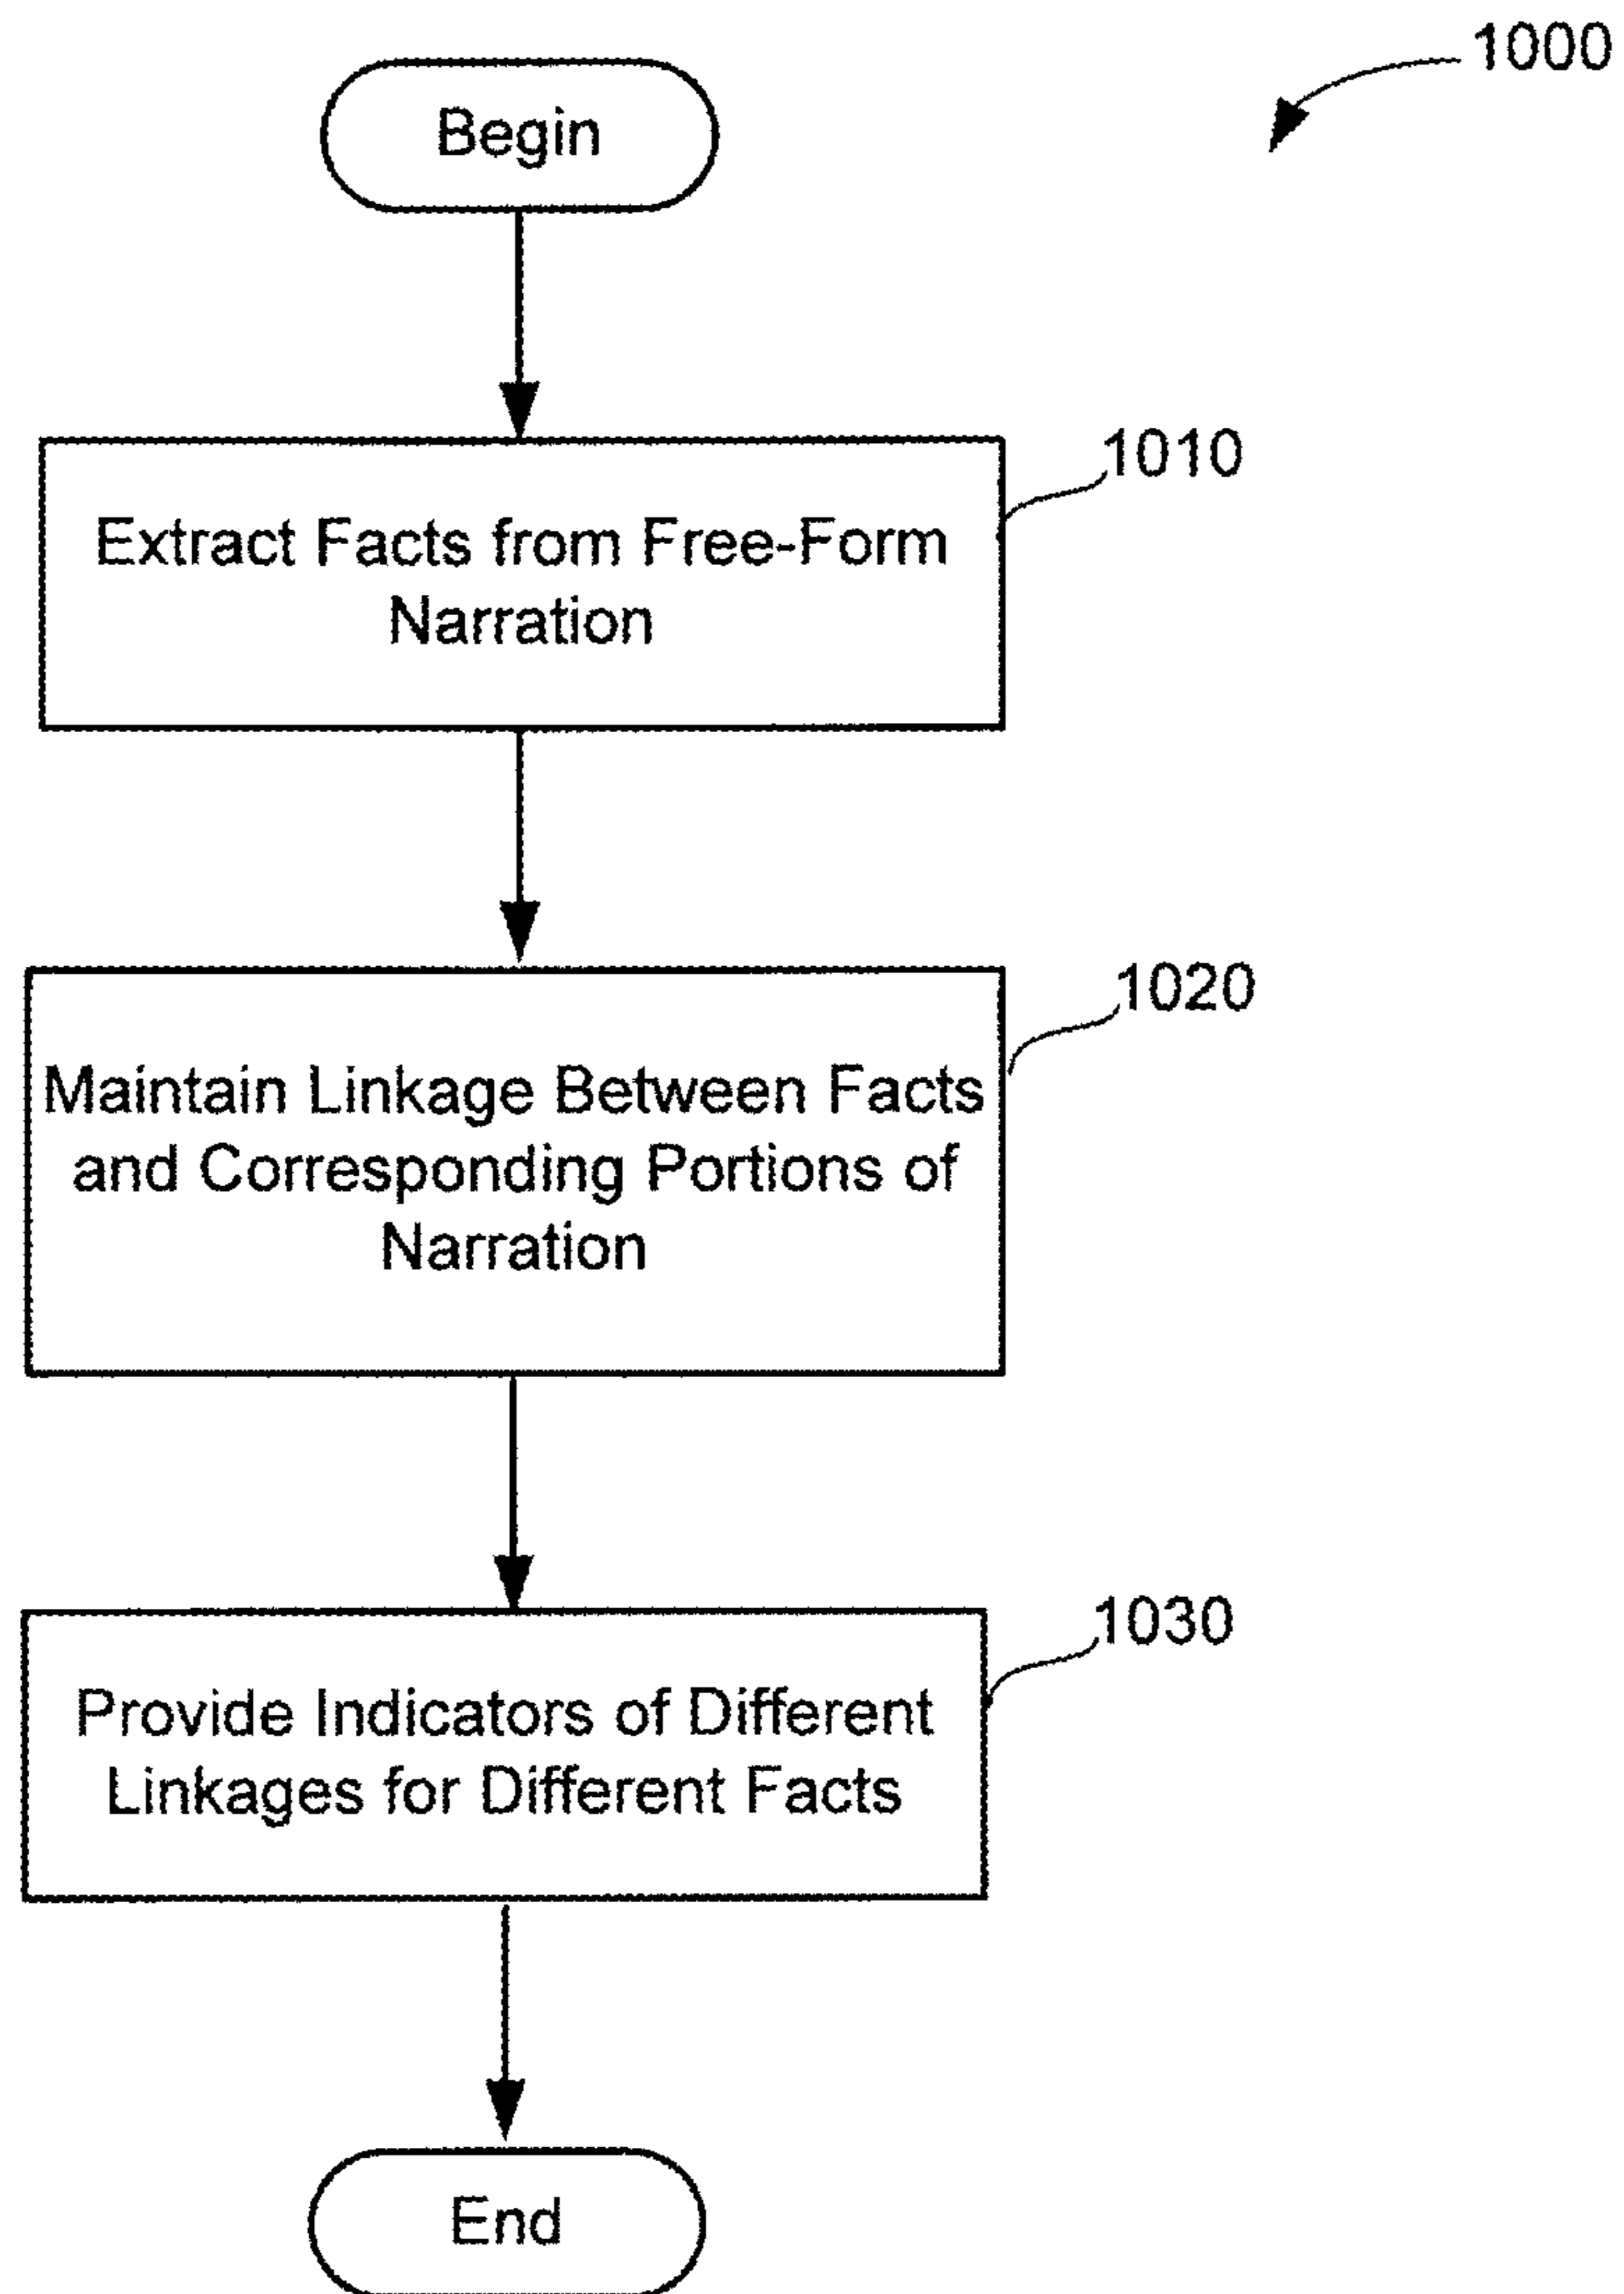 1000
Begin
1010
Extract Facts from Free-Form
Narration
1020
Maintain Linkage Between Facts
and Corresponding Portions of
Narration
1030
Provide Indicators of Different
Linkages for Different Facts
End